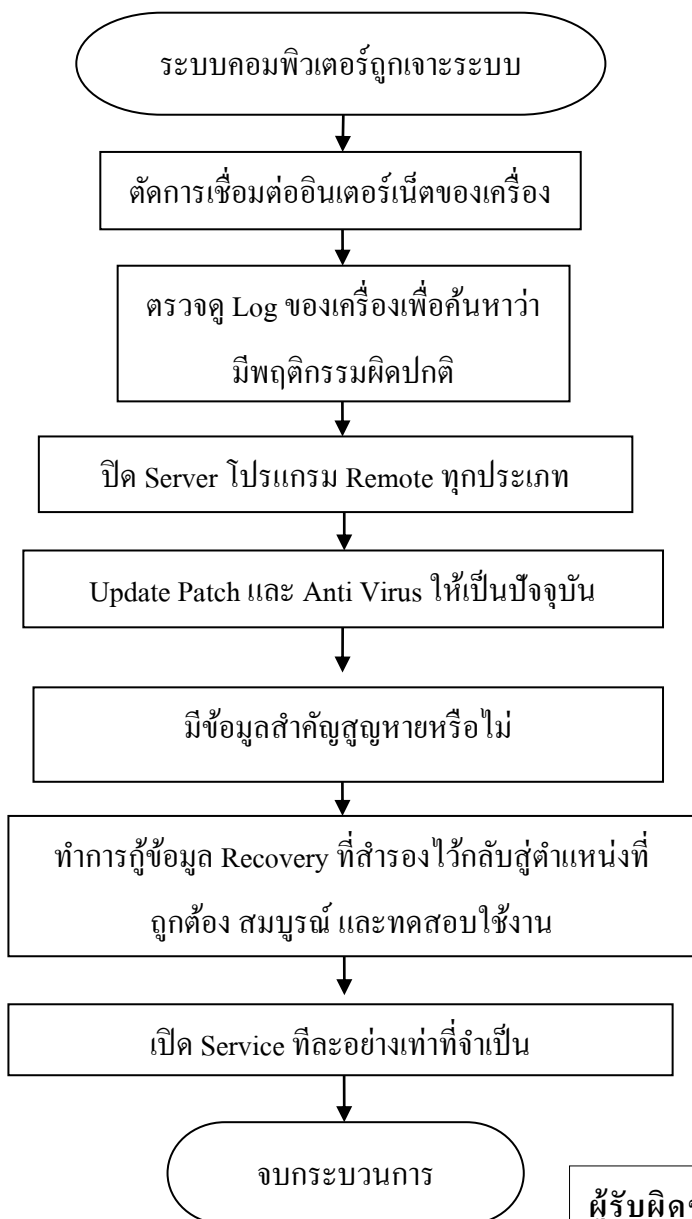 ระบบคอมพิวเตอร์ถูกเจาะระบบ
ตัดการเชื่อมต่ออินเตอร์เน็ตของเครื่อง
ตรวจดู Log ของเครื่องเพื่อค้นหาว่า
มีพฤติกรรมผิดปกติ
ปิด Server โปรแกรม Remote ทุกประเภท
Update Patch และ Anti Virus ให้เป็นปัจจุบัน
มีข้อมูลสำคัญสูญหายหรือไม่
ทำการกู้ข้อมูล Recovery ที่สำรองไว้กลับสู่ตำแหน่งที่
ถูกต้อง สมบูรณ์ และทดสอบใช้งาน
เปิด Service ทีละอย่างเท่าที่จำเป็น
จบกระบวนการ